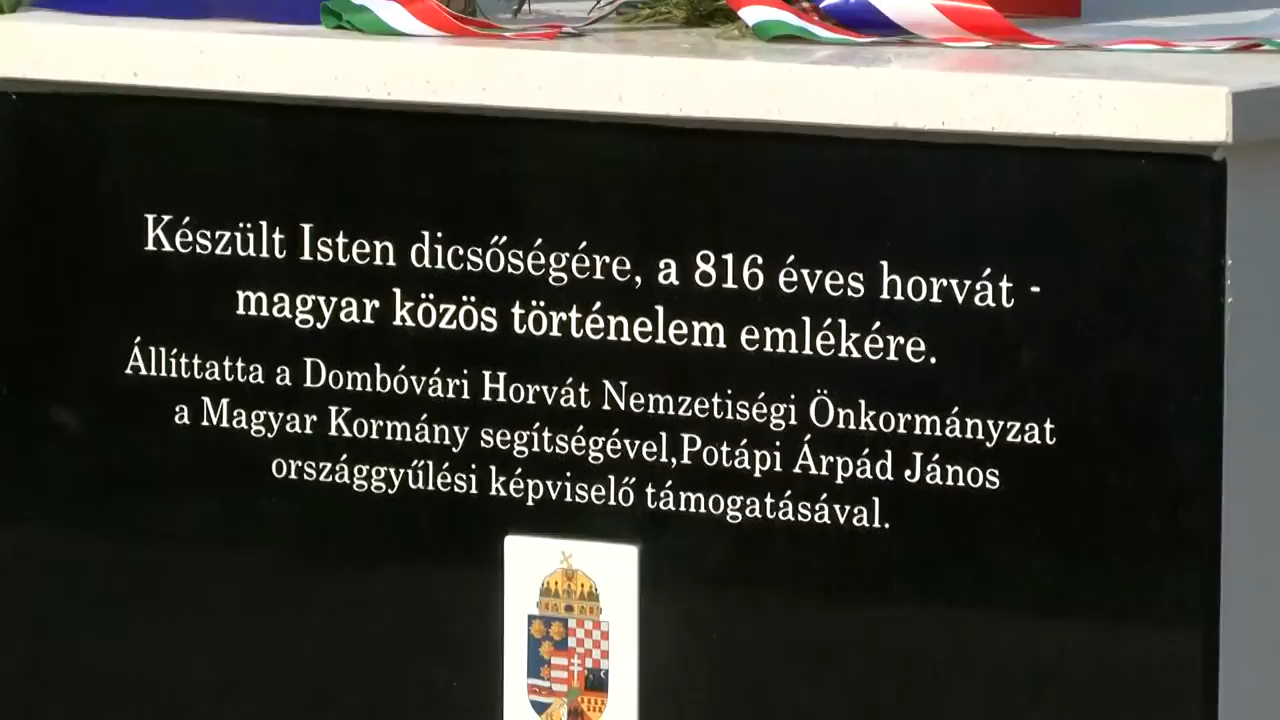 Készült Isten dicsőségére, a 816 éves horvát -
magyar közös történelem emlékére.
Állíttatta a Dombóvári Horvát Nemzetiségi Önkormányzat
a Magyar Kormány segítségével,Potápi Árpád János
országgyűlési képviselő támogatásával.